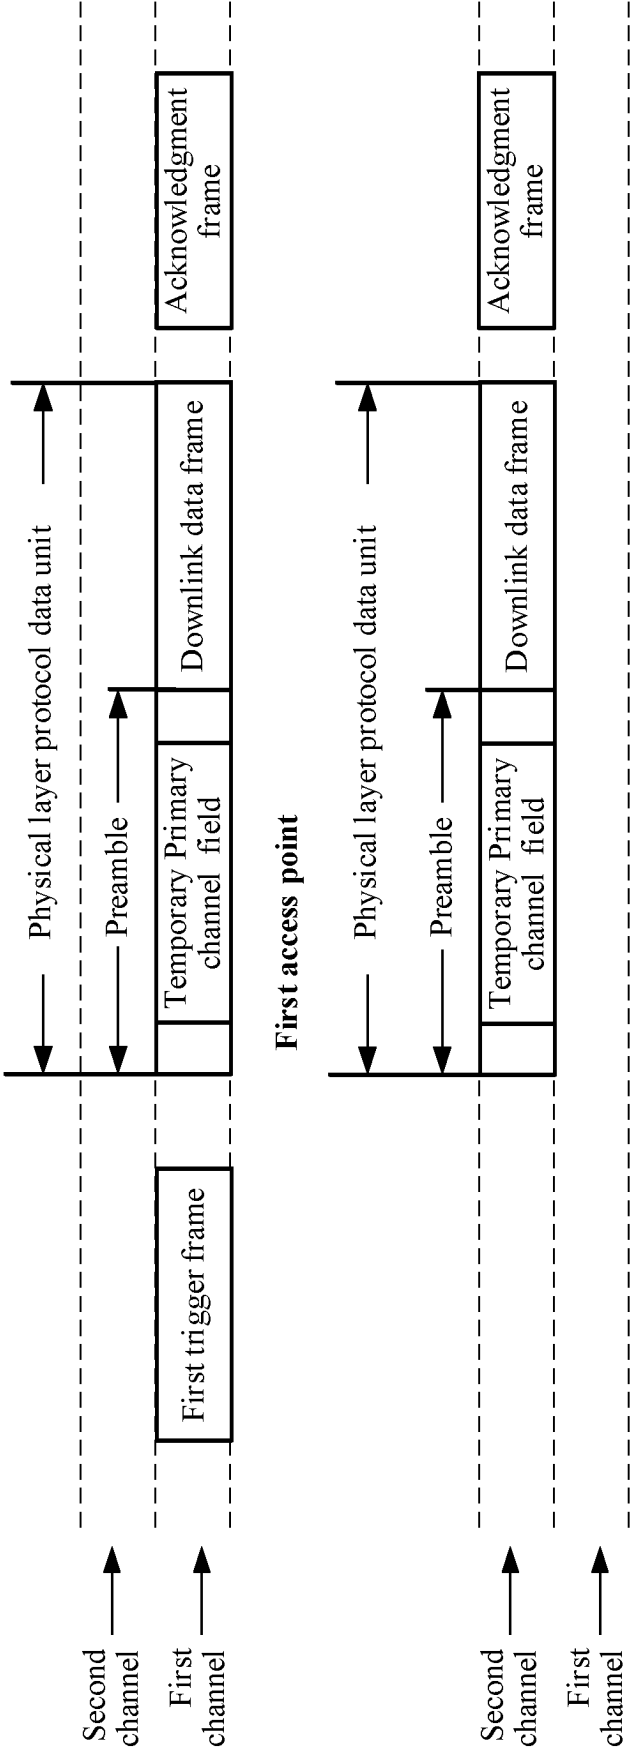 Second
channel
First
channel
First trigger frame
Physical layer protocol data unit
Preamble
Temporary Primary
channel field
Downlink data frame
Acknowledgment
frame
First access point
Second
channel
First
channel
Physical layer protocol data unit
Preamble
Temporary Primary
channel field
Downlink data frame
Acknowledgment
frame